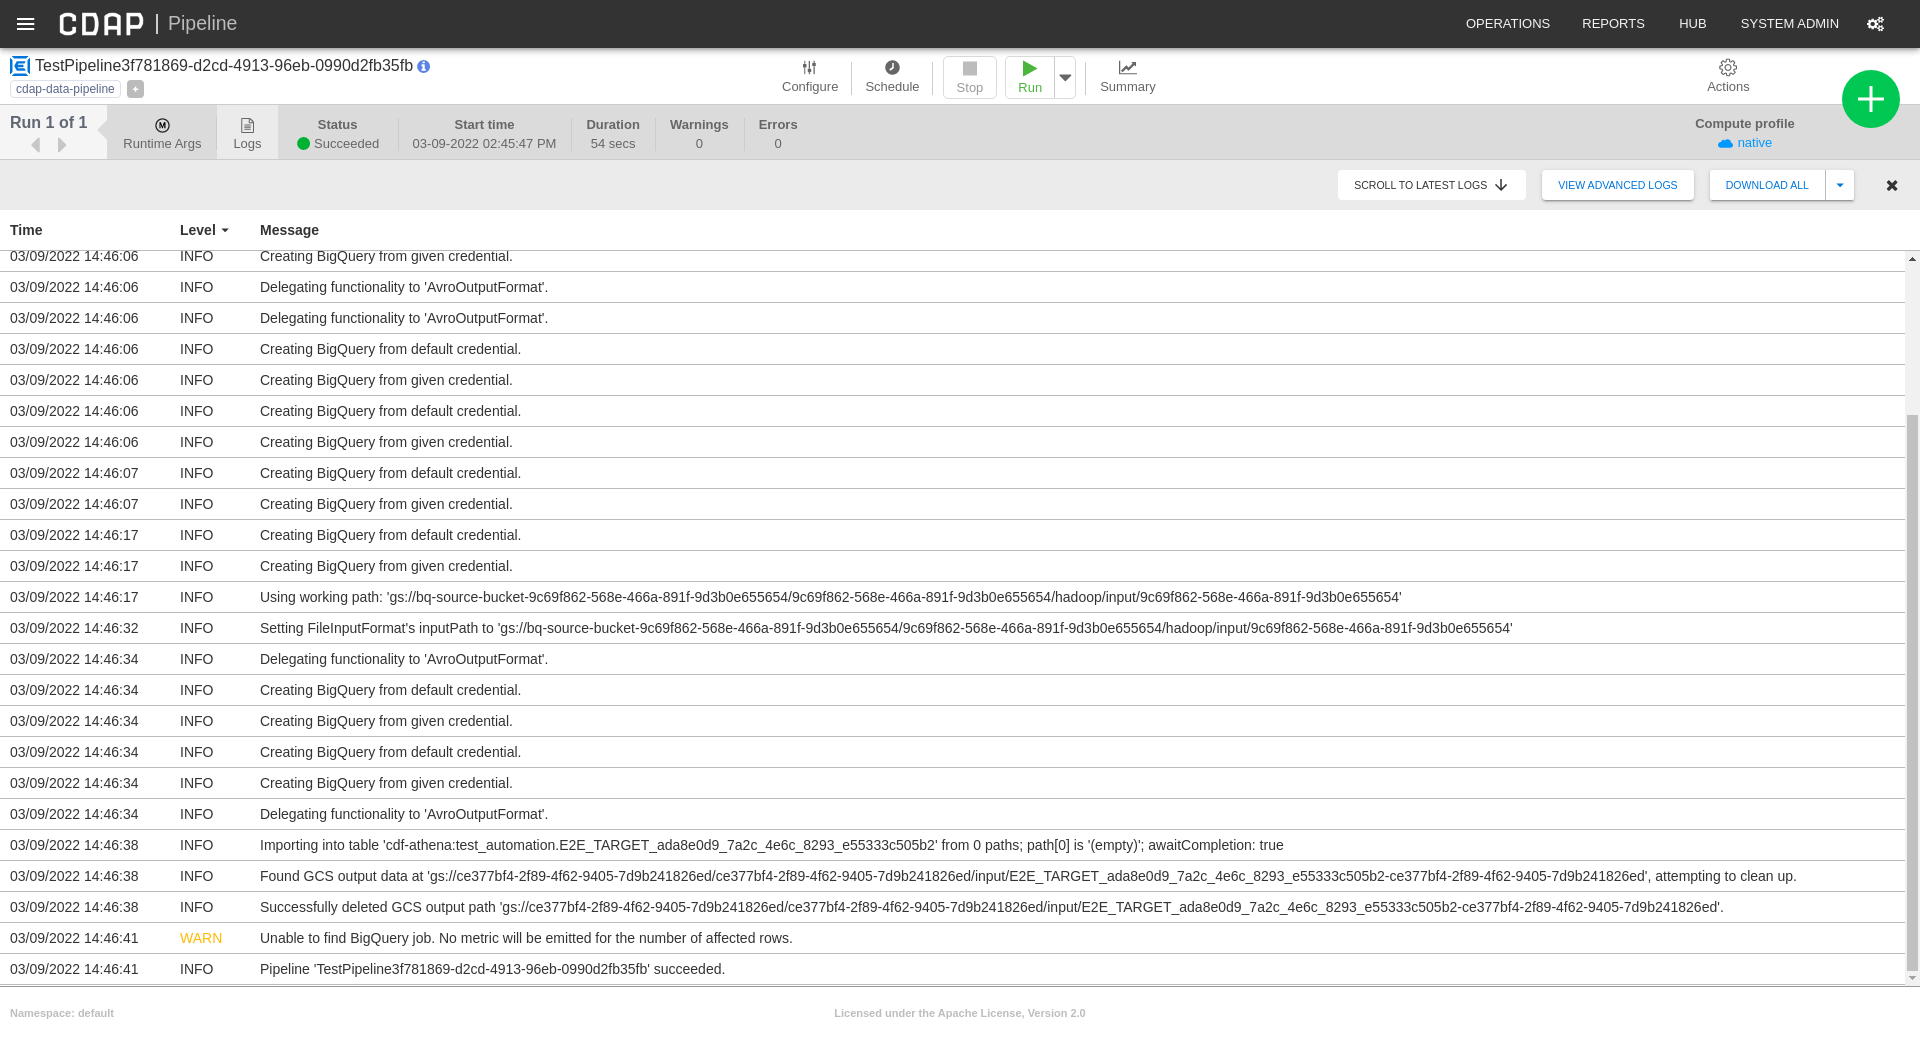 CDAP | Pipeline OPERATIONS REPORTS HUB SYSTEM ADMIN
TestPipeline3f781869-d2cd-4913-96eb-0990d2fb35fb
cdap-data-pipeline +
Configure Schedule Stop Run Summary Actions
Run 1 of 1
Runtime Args Logs
Status Start time Duration Warnings Errors Compute profile
Succeeded 03-09-2022 02:45:47 PM 54 secs 0 0 native
SCROLL TO LATEST LOGS VIEW ADVANCED LOGS DOWNLOAD ALL
Time Level Message
03/09/2022 14:46:06 INFO Creating BigQuery from given credential.
03/09/2022 14:46:06 INFO Delegating functionality to 'AvroOutputFormat'.
03/09/2022 14:46:06 INFO Delegating functionality to 'AvroOutputFormat'.
03/09/2022 14:46:06 INFO Creating BigQuery from default credential.
03/09/2022 14:46:06 INFO Creating BigQuery from given credential.
03/09/2022 14:46:06 INFO Creating BigQuery from default credential.
03/09/2022 14:46:06 INFO Creating BigQuery from given credential.
03/09/2022 14:46:07 INFO Creating BigQuery from default credential.
03/09/2022 14:46:07 INFO Creating BigQuery from given credential.
03/09/2022 14:46:17 INFO Creating BigQuery from default credential.
03/09/2022 14:46:17 INFO Creating BigQuery from given credential.
03/09/2022 14:46:17 INFO Using working path: 'gs://bq-source-bucket-9c69f862-568e-466a-891f-9d3b0e655654/9c69f862-568e-466a-891f-9d3b0e655654/hadoop/input/9c69f862-568e-466a-891f-9d3b0e655654'
03/09/2022 14:46:32 INFO Setting FileInputFormat's inputPath to 'gs://bq-source-bucket-9c69f862-568e-466a-891f-9d3b0e655654/9c69f862-568e-466a-891f-9d3b0e655654/hadoop/input/9c69f862-568e-466a-891f-9d3b0e655654'
03/09/2022 14:46:34 INFO Delegating functionality to 'AvroOutputFormat'.
03/09/2022 14:46:34 INFO Creating BigQuery from default credential.
03/09/2022 14:46:34 INFO Creating BigQuery from given credential.
03/09/2022 14:46:34 INFO Creating BigQuery from default credential.
03/09/2022 14:46:34 INFO Creating BigQuery from given credential.
03/09/2022 14:46:34 INFO Delegating functionality to 'AvroOutputFormat'.
03/09/2022 14:46:38 INFO Importing into table 'cdf-athena:test_automation.E2E_TARGET_ada8e0d9_7a2c_4e6c_8293_e55333c505b2' from 0 paths; path[0] is '(empty)'; awaitCompletion: true
03/09/2022 14:46:38 INFO Found GCS output data at 'gs://ce377bf4-2f89-4f62-9405-7d9b241826ed/ce377bf4-2f89-4f62-9405-7d9b241826ed/input/E2E_TARGET_ada8e0d9_7a2c_4e6c_8293_e55333c505b2-ce377bf4-2f89-4f62-9405-7d9b241826ed', attempting to clean up.
03/09/2022 14:46:38 INFO Successfully deleted GCS output path 'gs://ce377bf4-2f89-4f62-9405-7d9b241826ed/ce377bf4-2f89-4f62-9405-7d9b241826ed/input/E2E_TARGET_ada8e0d9_7a2c_4e6c_8293_e55333c505b2-ce377bf4-2f89-4f62-9405-7d9b241826ed'.
03/09/2022 14:46:41 WARN Unable to find BigQuery job. No metric will be emitted for the number of affected rows.
03/09/2022 14:46:41 INFO Pipeline 'TestPipeline3f781869-d2cd-4913-96eb-0990d2fb35fb' succeeded.
Namespace: default Licensed under the Apache License, Version 2.0